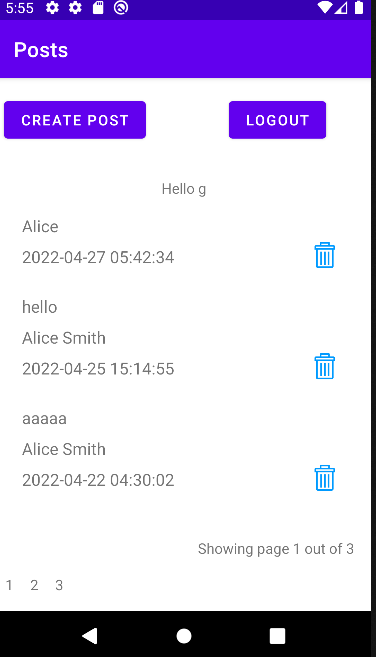 5:55
Posts
CREATE POST LOGOUT
Hello g
Alice
2022-04-27 05:42:34
hello
Alice Smith
2022-04-25 15:14:55
aaaaa
Alice Smith
2022-04-22 04:30:02
Showing page 1 out of 3
1 2 3